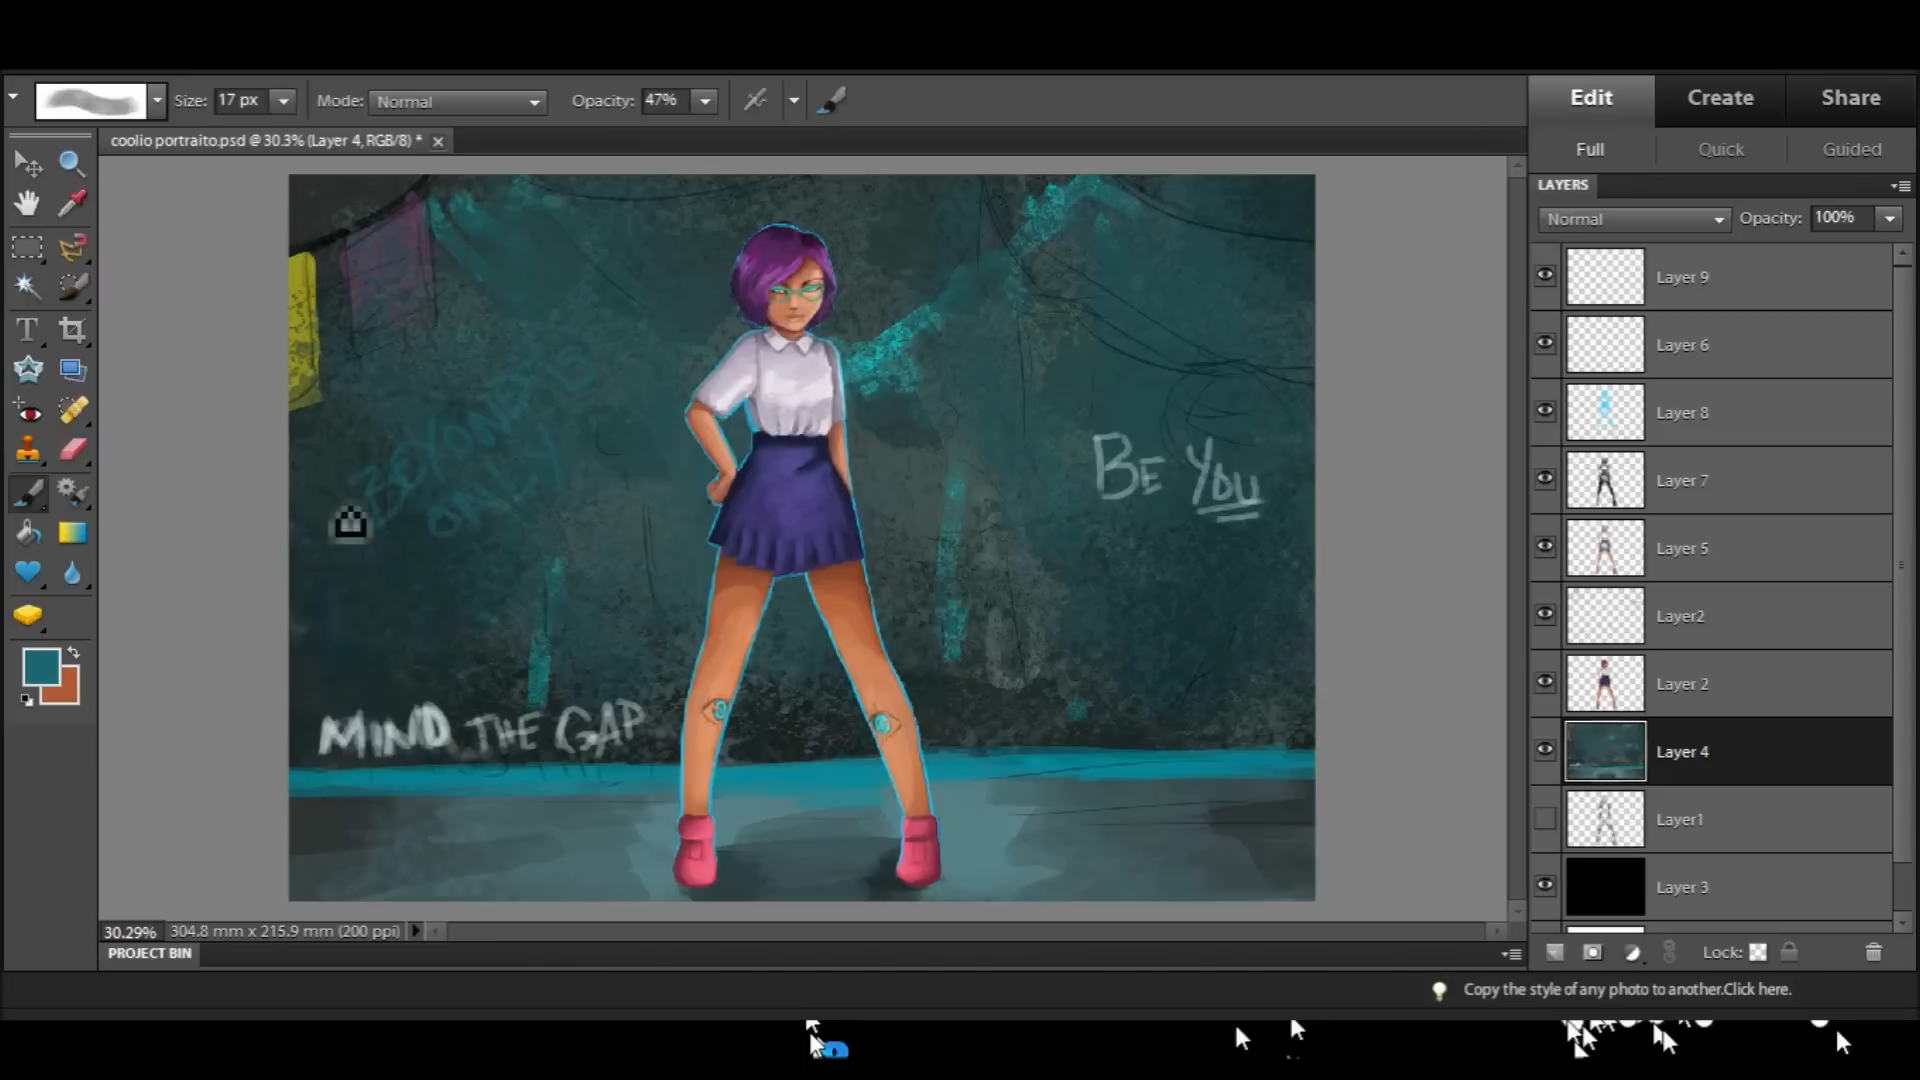 Size: 17 px
Mode: Normal
Opacity: 47%
Edit
Create
Share
coolio portraito.psd @ 30.3% (Layer 4, RGB/8) *
Full
Quick
Guided
LAYERS
Normal
Opacity: 100%
Layer 9
Layer 6
Layer 8
Layer 7
Layer 5
Layer2
Layer 2
Layer 4
Layer1
Layer 3
BEYOND
ONLY
BE YOU
MIND THE GAP
30.29%
304.8 mm x 215.9 mm (200 ppi)
PROJECT BIN
Lock:
Copy the style of any photo to another.Click here.